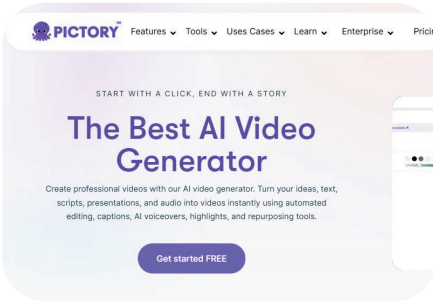 PICTORY™
Features Tools Uses Cases Learn Enterprise
START WITH A CLICK, END WITH A STORY
The Best AI Video
Generator
Create professional videos with our AI video generator. Turn your ideas, text,
scripts, presentations, and audio into videos instantly using automated
editing, captions, AI voiceovers, highlights, and repurposing tools.
Get started FREE